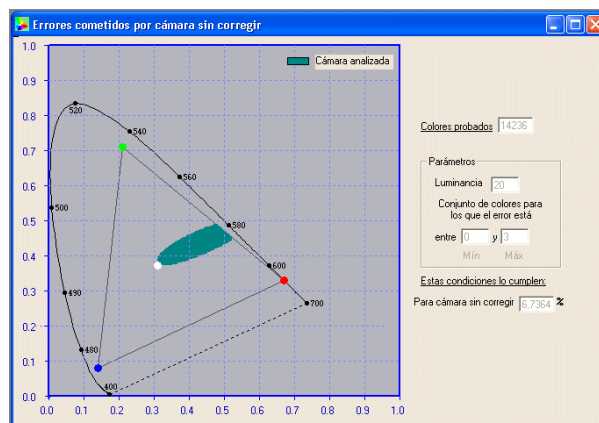 Errores cometidos por cámara sin corregir
1.0
0.9
0.8
0.7
0.6
0.5
0.4
0.3
0.2
0.1
0.0
0.0 0.1 0.2 0.3 0.4 0.5 0.6 0.7 0.8 0.9 1.0
Cámara analizada
520
540
560
500
580
600
490
700
480
400
Colores probados 14236
Parámetros
Luminancia 20
Conjunto de colores para
los que el error está
entre 0 y 3
Mín Máx
Estas condiciones lo cumplen:
Para cámara sin corregir 6,7364 %